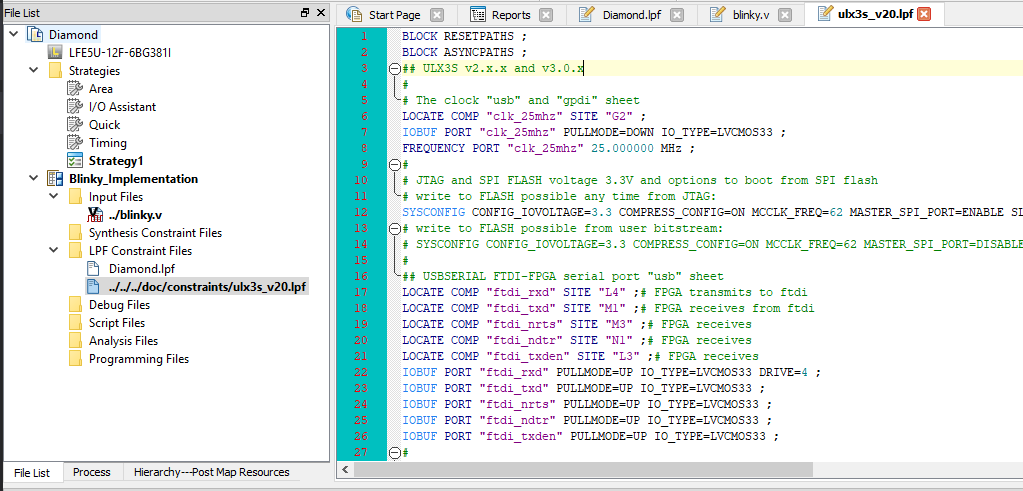 File List
Diamond
LFE5U-12F-6BG381I
Strategies
Area
I/O Assistant
Quick
Timing
Strategy1
Blinky_Implementation
Input Files
../blinky.v
Synthesis Constraint Files
LPF Constraint Files
Diamond.lpf
../../../doc/constraints/ulx3s_v20.lpf
Debug Files
Script Files
Analysis Files
Programming Files
File List Process Hierarchy---Post Map Resources
Start Page Reports Diamond.lpf blinky.v ulx3s_v20.lpf
1 BLOCK RESETPATHS ;
2 BLOCK ASYNCPATHS ;
3 ## ULX3S v2.x.x and v3.0.x
4 #
5 # The clock "usb" and "gpdi" sheet
6 LOCATE COMP "clk_25mhz" SITE "G2" ;
7 IOBUF PORT "clk_25mhz" PULLMODE=DOWN IO_TYPE=LVCMOS33 ;
8 FREQUENCY PORT "clk_25mhz" 25.000000 MHz ;
9 #
10 # JTAG and SPI FLASH voltage 3.3V and options to boot from SPI flash
11 # write to FLASH possible any time from JTAG:
12 SYSCONFIG CONFIG_IOVOLTAGE=3.3 COMPRESS_CONFIG=ON MCCLK_FREQ=62 MASTER_SPI_PORT=ENABLE SL
13 # write to FLASH possible from user bitstream:
14 # SYSCONFIG CONFIG_IOVOLTAGE=3.3 COMPRESS_CONFIG=ON MCCLK_FREQ=62 MASTER_SPI_PORT=DISABLE
15 #
16 ## USBSERIAL FTDI-FPGA serial port "usb" sheet
17 LOCATE COMP "ftdi_rxd" SITE "L4" ;# FPGA transmits to ftdi
18 LOCATE COMP "ftdi_txd" SITE "M1" ;# FPGA receives from ftdi
19 LOCATE COMP "ftdi_nrts" SITE "M3" ;# FPGA receives
20 LOCATE COMP "ftdi_ndtr" SITE "N1" ;# FPGA receives
21 LOCATE COMP "ftdi_txden" SITE "L3" ;# FPGA receives
22 IOBUF PORT "ftdi_rxd" PULLMODE=UP IO_TYPE=LVCMOS33 DRIVE=4 ;
23 IOBUF PORT "ftdi_txd" PULLMODE=UP IO_TYPE=LVCMOS33 ;
24 IOBUF PORT "ftdi_nrts" PULLMODE=UP IO_TYPE=LVCMOS33 ;
25 IOBUF PORT "ftdi_ndtr" PULLMODE=UP IO_TYPE=LVCMOS33 ;
26 IOBUF PORT "ftdi_txden" PULLMODE=UP IO_TYPE=LVCMOS33 ;
27 #